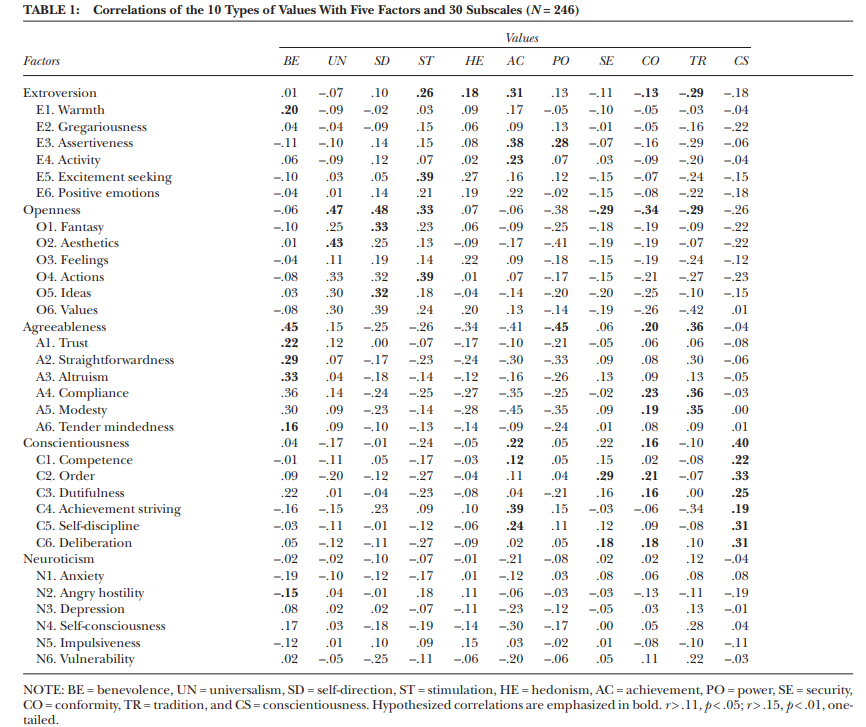 TABLE 1: Correlations of the 10 Types of Values With Five Factors and 30 Subscales (N = 246)
Values
Factors BE UN SD ST HE AC PO SE CO TR CS
Extroversion .01 –.07 .10 .26 .18 .31 .13 –.11 –.13 –.29 –.18
E1. Warmth .20 –.09 –.02 .03 .09 .17 –.05 –.10 –.05 –.03 –.04
E2. Gregariousness .04 –.04 –.09 .15 .06 .09 .13 –.01 –.05 –.16 –.22
E3. Assertiveness –.11 –.10 .14 .15 .08 .38 .28 –.07 –.16 –.29 –.06
E4. Activity .06 –.09 .12 .07 .02 .23 .07 .03 –.09 –.20 –.04
E5. Excitement seeking –.10 .03 .05 .39 .27 .16 .12 –.15 –.07 –.24 –.15
E6. Positive emotions –.04 .01 .14 .21 .19 .22 –.02 –.15 –.08 –.22 –.18
Openness –.06 .47 .48 .33 .07 –.06 –.38 –.29 –.34 –.29 –.26
O1. Fantasy –.10 .25 .33 .23 .06 –.09 –.25 –.18 –.19 –.09 –.22
O2. Aesthetics .01 .43 .25 .13 –.09 –.17 –.41 –.19 –.19 –.07 –.22
O3. Feelings –.04 .11 .19 .14 .22 .09 –.18 –.15 –.19 –.24 –.12
O4. Actions –.08 .33 .32 .39 .01 .07 –.17 –.15 –.21 –.27 –.23
O5. Ideas .03 .30 .32 .18 –.04 –.14 –.20 –.20 –.25 –.10 –.15
O6. Values –.08 .30 .39 .24 .20 .13 –.14 –.19 –.26 –.42 .01
Agreeableness .45 .15 –.25 –.26 –.34 –.41 –.45 .06 .20 .36 –.04
A1. Trust .22 .12 .00 –.07 –.17 –.10 –.21 –.05 .06 .06 –.08
A2. Straightforwardness .29 .07 –.17 –.23 –.24 –.30 –.33 .09 .08 .30 –.06
A3. Altruism .33 .04 –.18 –.14 –.12 –.16 –.26 .13 .09 .13 –.05
A4. Compliance .36 .14 –.24 –.25 –.27 –.35 –.25 –.02 .23 .36 –.03
A5. Modesty .30 .09 –.23 –.14 –.28 –.45 –.35 .09 .19 .35 .00
A6. Tender mindedness .16 .09 –.10 –.13 –.14 –.09 –.24 .01 .08 .09 .01
Conscientiousness .04 –.17 –.01 –.24 –.05 .22 .05 .22 .16 –.10 .40
C1. Competence –.01 –.11 .05 –.17 –.03 .12 .05 .15 .02 –.08 .22
C2. Order .09 –.20 –.12 –.27 –.04 .11 .04 .29 .21 –.07 .33
C3. Dutifulness .22 .01 –.04 –.23 –.08 .04 –.21 .16 .16 .00 .25
C4. Achievement striving –.16 –.15 .23 .09 .10 .39 .15 –.03 –.06 –.34 .19
C5. Self-discipline –.03 –.11 –.01 –.12 –.06 .24 .11 .12 .09 –.08 .31
C6. Deliberation .05 –.12 –.11 –.27 –.09 .02 .05 .18 .18 .10 .31
Neuroticism –.02 –.02 –.10 –.07 –.01 –.21 –.08 .02 .02 .12 –.04
N1. Anxiety –.19 –.10 –.12 –.17 .01 –.12 .03 .08 .06 .08 .08
N2. Angry hostility –.15 .04 –.01 .18 .11 –.06 –.03 –.03 –.13 –.11 –.19
N3. Depression .08 .02 .02 –.07 –.11 –.23 –.12 –.05 .03 .13 –.01
N4. Self-consciousness .17 .03 –.18 –.19 –.14 –.30 –.17 .00 .05 .28 .04
N5. Impulsiveness –.12 .01 .10 .09 .15 .03 –.02 .01 –.08 –.10 –.11
N6. Vulnerability .02 –.05 –.25 –.11 –.06 –.20 –.06 .05 .11 .22 –.03
NOTE: BE = benevolence, UN = universalism, SD = self-direction, ST = stimulation, HE = hedonism, AC = achievement, PO = power, SE = security,
CO = conformity, TR = tradition, and CS = conscientiousness. Hypothesized correlations are emphasized in bold. r > .11, p < .05; r > .15, p < .01, one-
tailed.